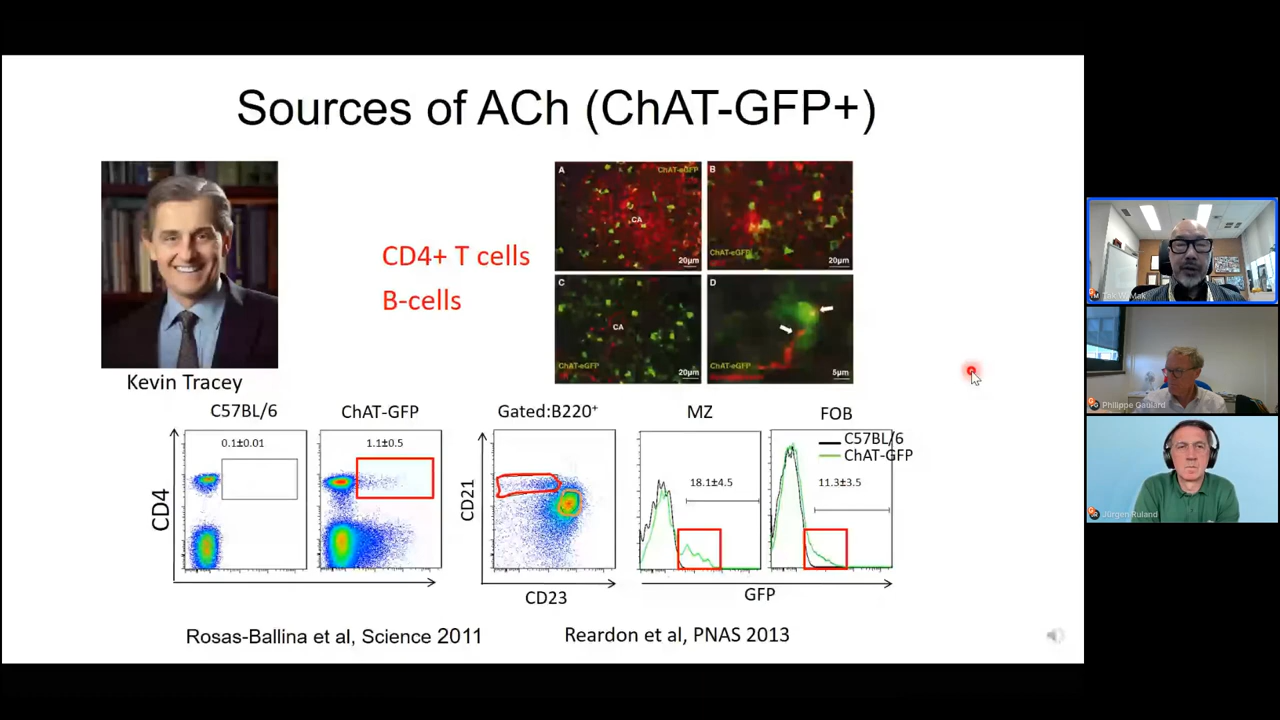 Sources of ACh (ChAT-GFP+)
Kevin Tracey
CD4+ T cells
B-cells
A
ChAT-eGFP
CA
20µm
B
ChAT-eGFP
20µm
C
CA
ChAT-eGFP
20µm
D
ChAT-eGFP
5µm
C57BL/6
ChAT-GFP
Gated:B220+
MZ
FOB
0.1±0.01
1.1±0.5
18.1±4.5
11.3±3.5
C57BL/6
ChAT-GFP
CD4
CD21
CD23
GFP
Rosas-Ballina et al, Science 2011
Reardon et al, PNAS 2013
Tak W Mak
Philippe Gaulard
Jürgen Ruland